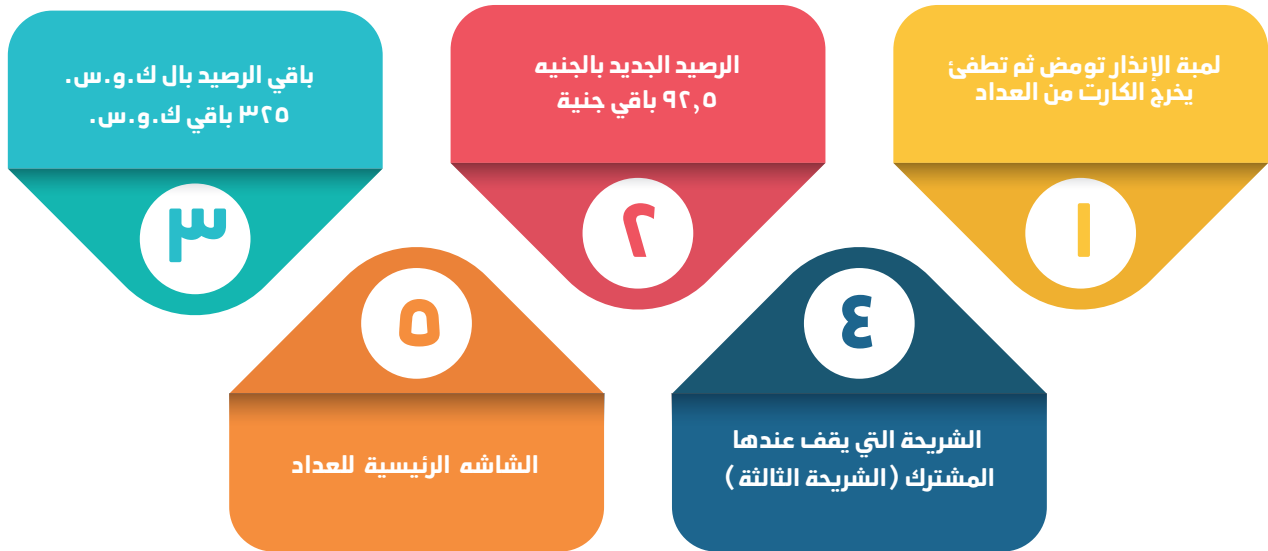 لمبة الإنذار تومض ثم تطفئ
يخرج الكارت من العداد
١
الرصيد الجديد بالجنيه
٩٢,٥ باقي جنية
٢
باقي الرصيد بال ك.و.س.
٣٢٥ باقي ك.و.س.
٣
٤
الشريحة التي يقف عندها
المشترك (الشريحة الثالثة)
٥
الشاشه الرئيسية للعداد